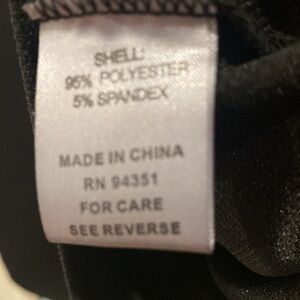 SHELL:
95% POLYESTER
5% SPANDEX
MADE IN CHINA
RN 94351
FOR CARE
SEE REVERSE